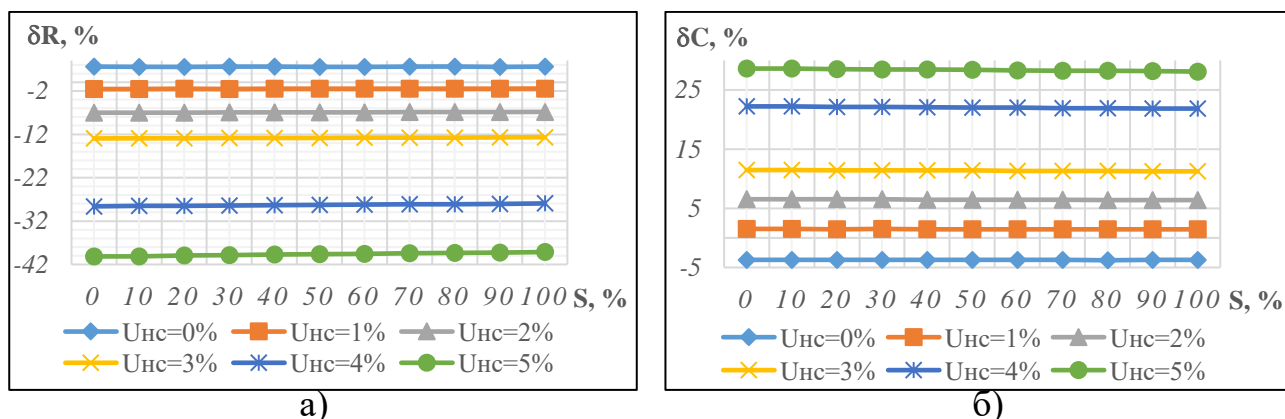 δR, %
-2
-12
-22
-32
-42
0 10 20 30 40 50 60 70 80 90 100 S, %
Uнс=0% Uнс=1% Uнс=2%
Uнс=3% Uнс=4% Uнс=5%
а)
δC, %
25
15
5
-5
0 10 20 30 40 50 60 70 80 90 100 S, %
Uнс=0% Uнс=1% Uнс=2%
Uнс=3% Uнс=4% Uнс=5%
б)